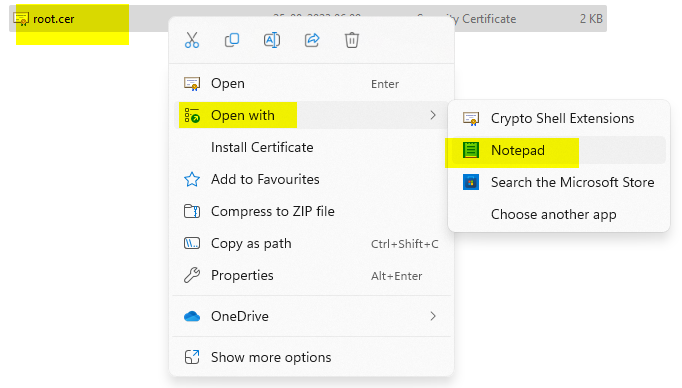 root.cer
Security Certificate
2 KB
Open Enter
Open with
Install Certificate
Add to Favourites
Compress to ZIP file
Copy as path Ctrl+Shift+C
Properties Alt+Enter
OneDrive
Show more options
Crypto Shell Extensions
Notepad
Search the Microsoft Store
Choose another app